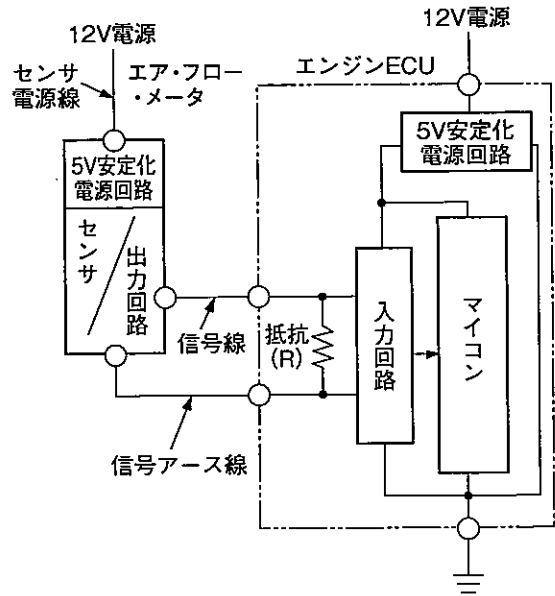 12V電源
12V電源
センサ
電源線
エア・フロー
・メータ
エンジンECU
5V安定化
電源回路
5V安定化
電源回路
センサ
出力回路
信号線
抵抗
(R)
入力回路
マイコン
信号アース線